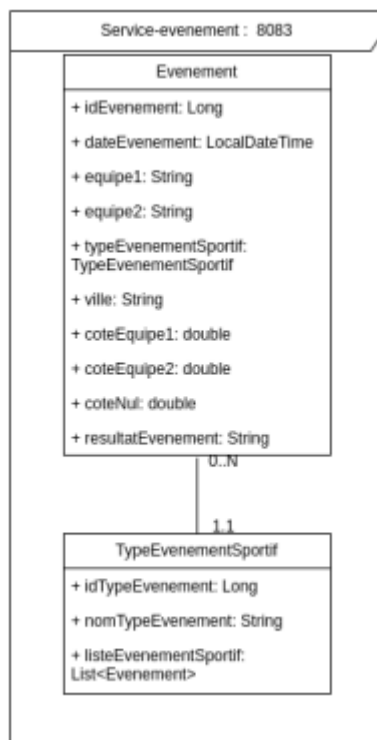 Service-evenement : 8083
Evenement
+ idEvenement: Long
+ dateEvenement: LocalDateTime
+ equipe1: String
+ equipe2: String
+ typeEvenementSportif:
TypeEvenementSportif
+ ville: String
+ coteEquipe1: double
+ coteEquipe2: double
+ coteNul: double
+ resultatEvenement: String
0..N
1.1
TypeEvenementSportif
+ idTypeEvenement: Long
+ nomTypeEvenement: String
+ listeEvenementSportif:
List<Evenement>